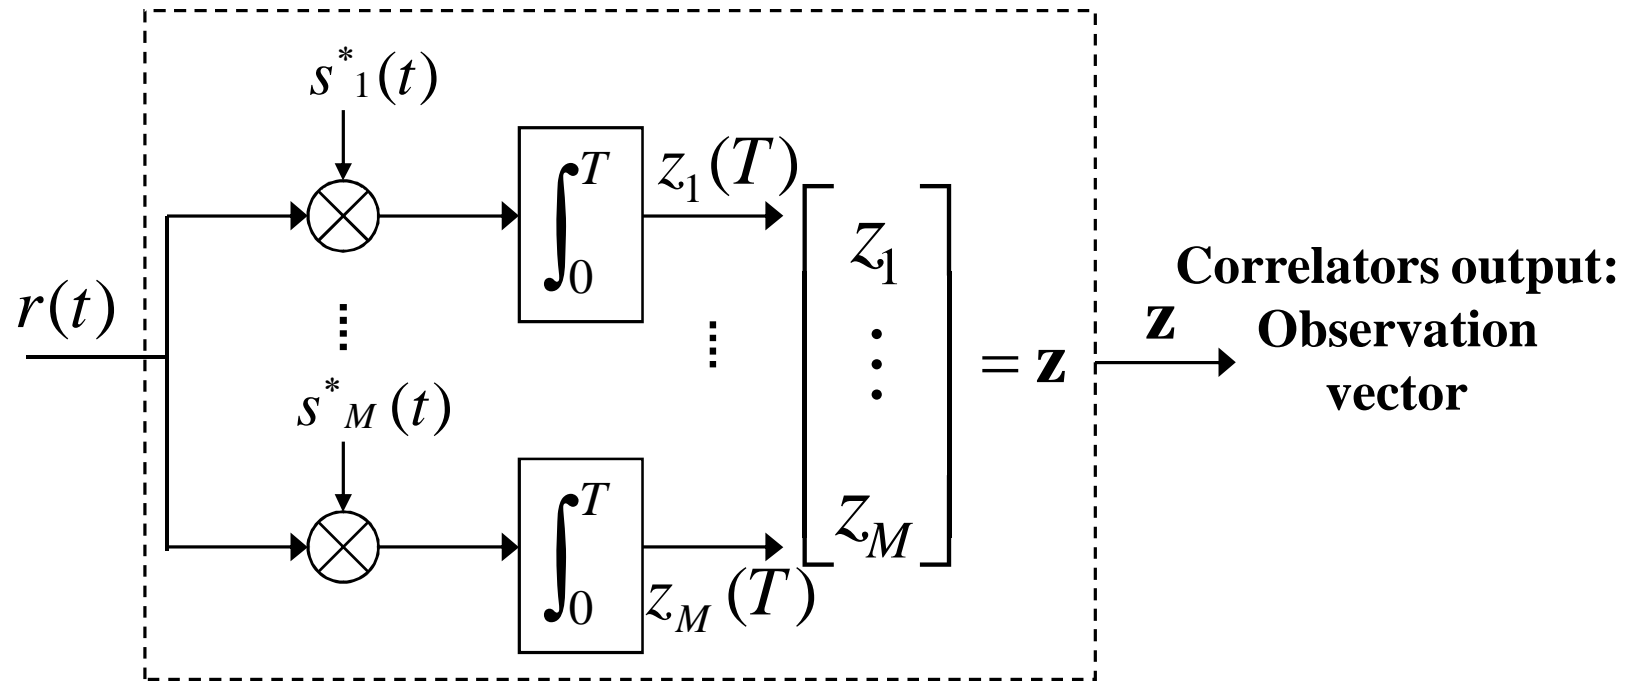 s*1(t)
∫0T
z1(T)
z1
Correlators output:
r(t)
⋮
= z
z
Observation
vector
s*M(t)
zM
∫0T
zM(T)